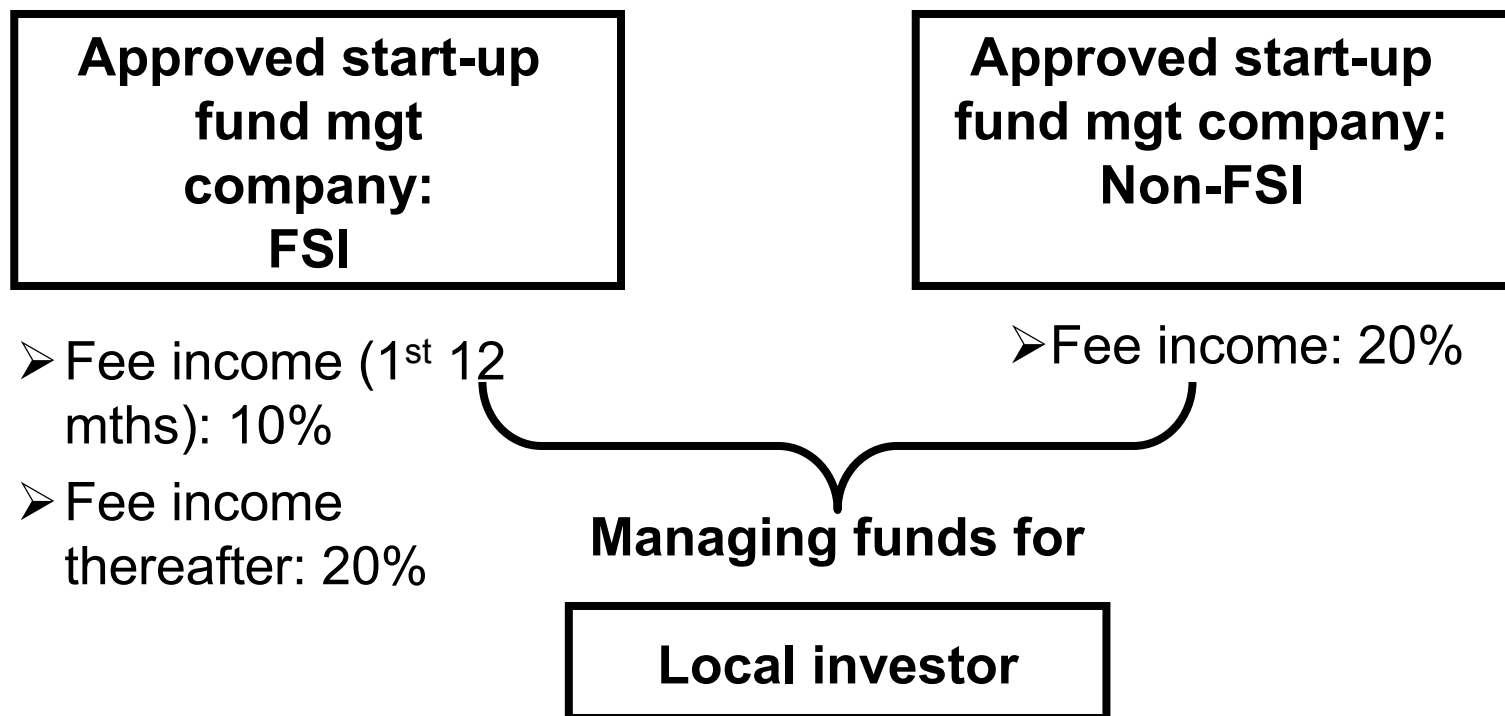 Approved start-up
fund mgt
company:
FSI
Approved start-up
fund mgt company:
Non-FSI
➢ Fee income (1st 12
mths): 10%
➢ Fee income
thereafter: 20%
➢ Fee income: 20%
Managing funds for
Local investor